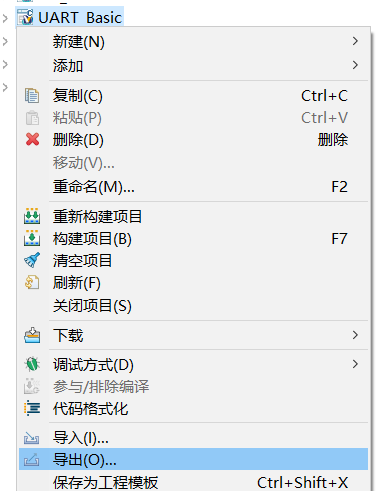 UART_Basic
新建(N)
添加
复制(C) Ctrl+C
粘贴(P) Ctrl+V
删除(D) 删除
移动(V)...
重命名(M)... F2
重新构建项目
构建项目(B) F7
清空项目
刷新(F)
关闭项目(S)
下载
调试方式(D)
参与/排除编译
代码格式化
导入(I)...
导出(O)...
保存为工程模板 Ctrl+Shift+X